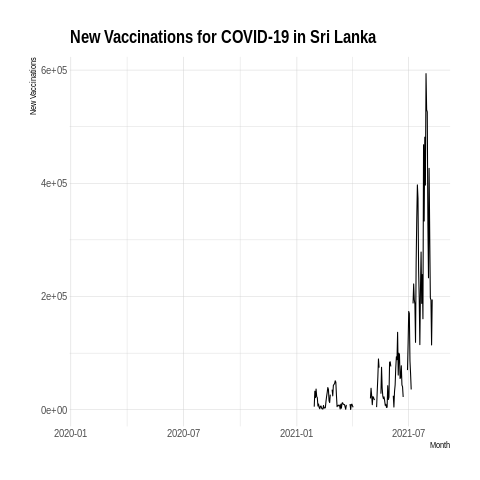 New Vaccinations for COVID-19 in Sri Lanka
New Vaccinations
6e+05
4e+05
2e+05
0e+00
2020-01 2020-07 2021-01 2021-07
Month